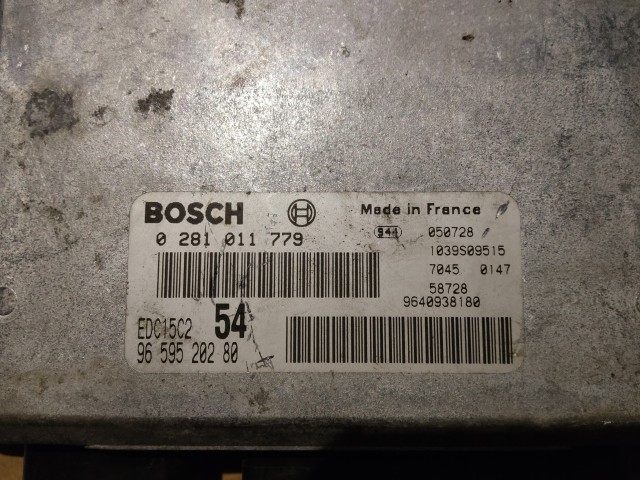 BOSCH
Made in France
0 281 011 779
050728
1039S09515
7045 0147
58728
9640938180
EDC15C2 54
96 595 202 80